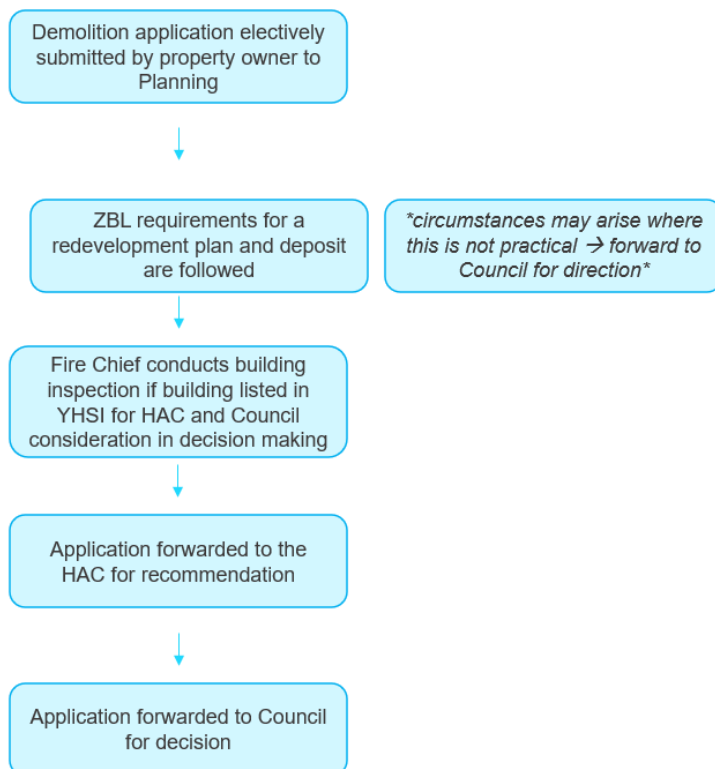 Demolition application electively
submitted by property owner to
Planning
ZBL requirements for a
redevelopment plan and deposit
are followed
*circumstances may arise where
this is not practical → forward to
Council for direction*
Fire Chief conducts building
inspection if building listed in
YHSI for HAC and Council
consideration in decision making
Application forwarded to the
HAC for recommendation
Application forwarded to Council
for decision